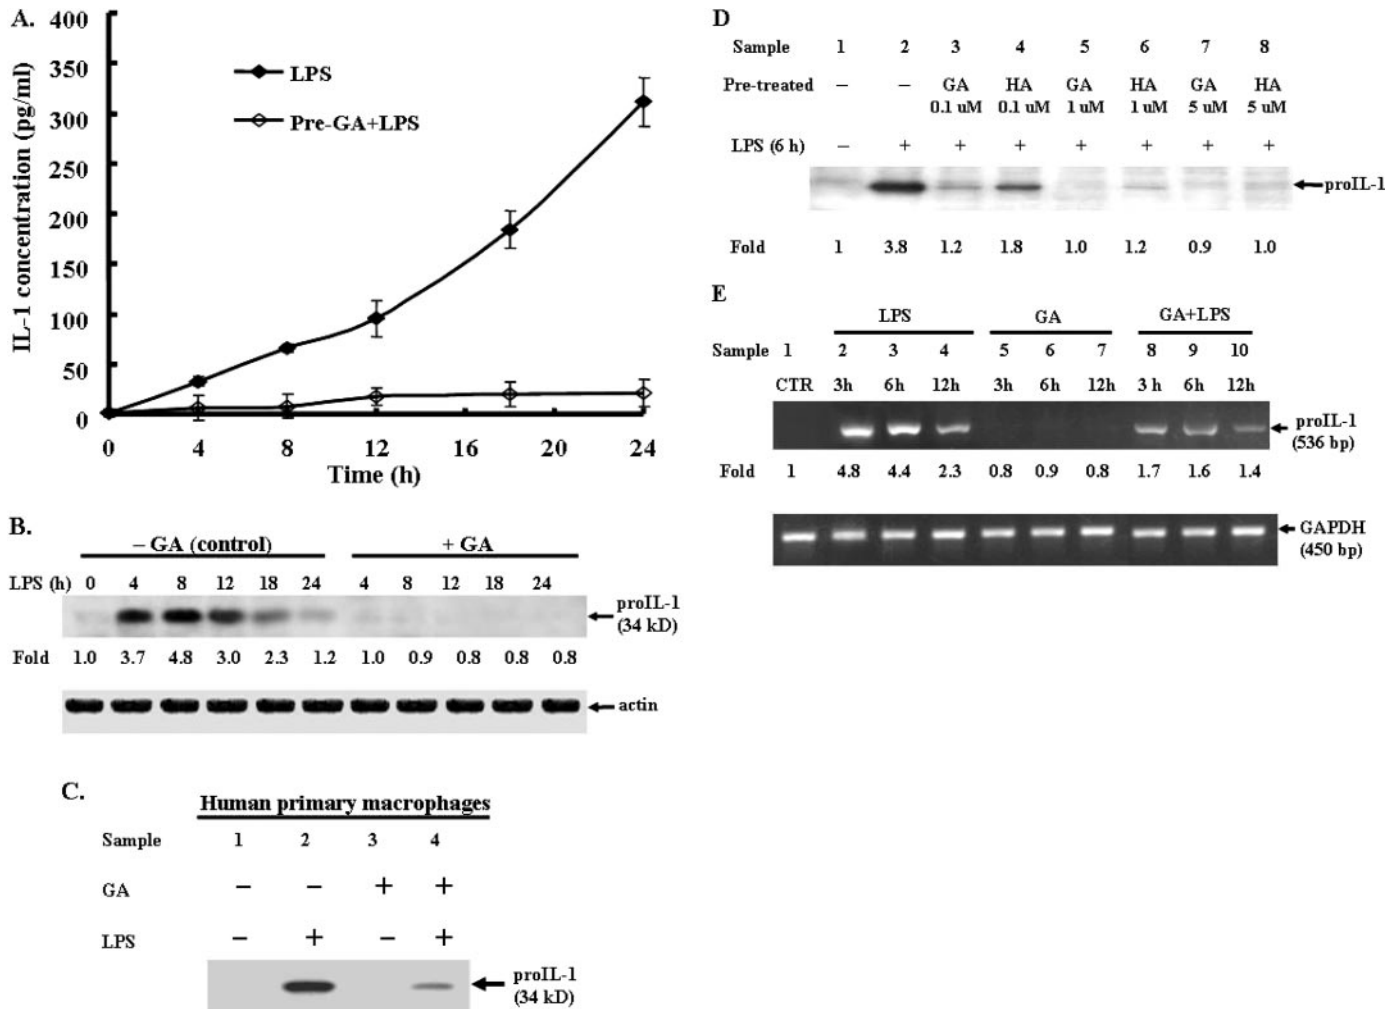 A.
400
350
300
250
200
150
100
50
0
IL-1 concentration (pg/ml)
LPS
Pre-GA+LPS
0 4 8 12 16 20 24
Time (h)
B.
– GA (control) + GA
LPS (h) 0 4 8 12 18 24 4 8 12 18 24
proIL-1
(34 kD)
Fold 1.0 3.7 4.8 3.0 2.3 1.2 1.0 0.9 0.8 0.8 0.8
actin
C.
Human primary macrophages
Sample 1 2 3 4
GA – – + +
LPS – + – +
proIL-1
(34 kD)
D
Sample 1 2 3 4 5 6 7 8
Pre-treated – – GA HA GA HA GA HA
0.1 uM 0.1 uM 1 uM 1 uM 5 uM 5 uM
LPS (6 h) – + + + + + + +
proIL-1
Fold 1 3.8 1.2 1.8 1.0 1.2 0.9 1.0
E
LPS GA GA+LPS
Sample 1 2 3 4 5 6 7 8 9 10
CTR 3h 6h 12h 3h 6h 12h 3 h 6h 12h
proIL-1
(536 bp)
Fold 1 4.8 4.4 2.3 0.8 0.9 0.8 1.7 1.6 1.4
GAPDH
(450 bp)